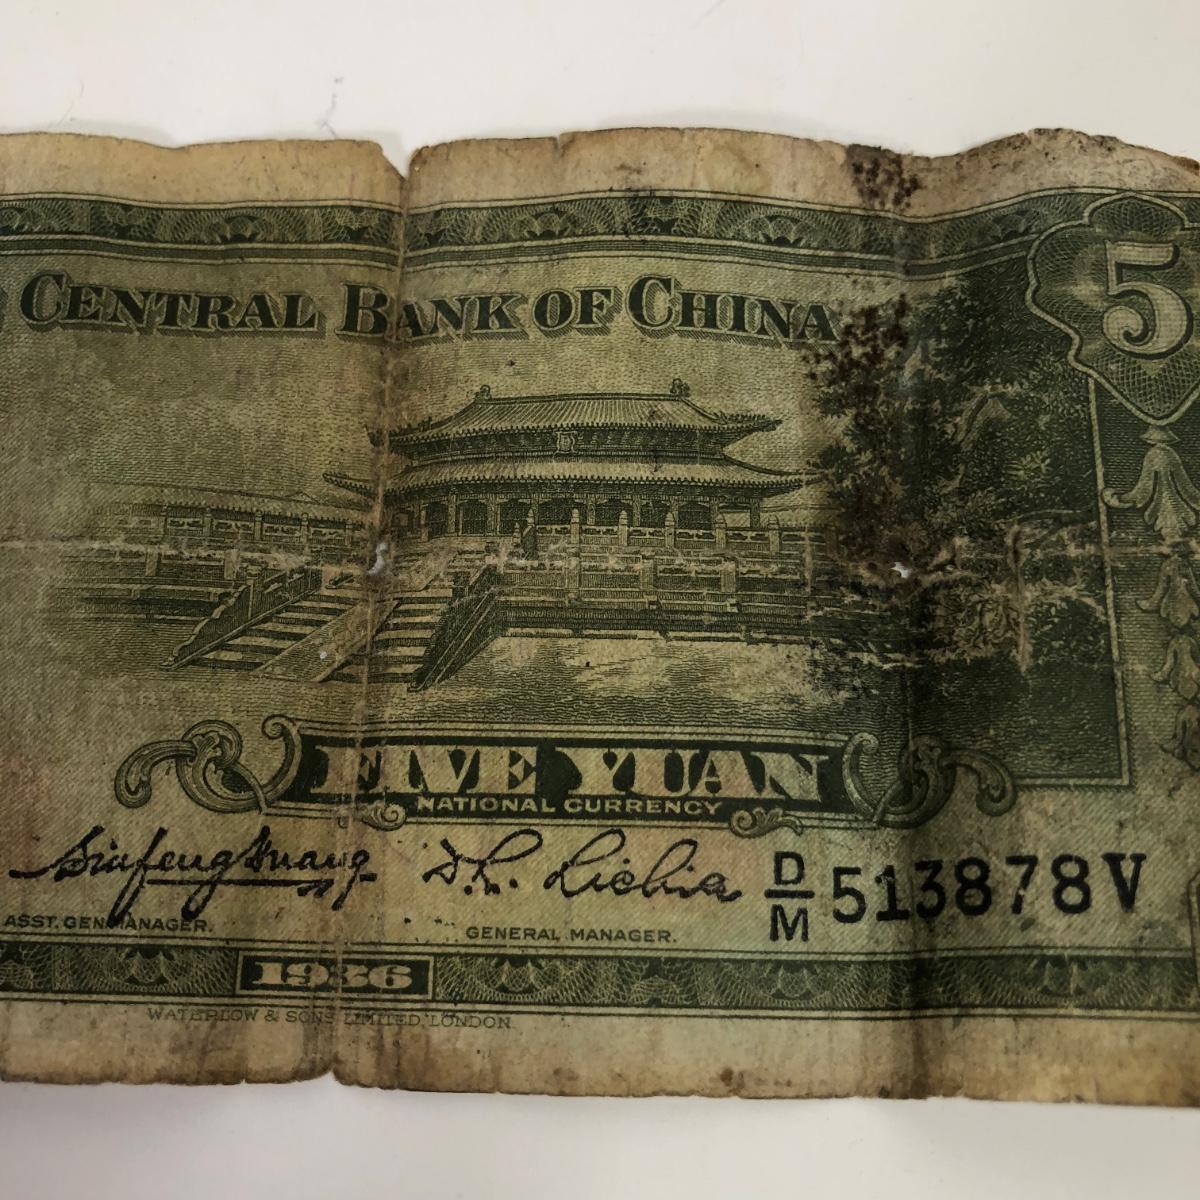 CENTRAL BANK OF CHINA
5
FIVE YUAN
NATIONAL CURRENCY
D/M 513878V
ASST. GEN. MANAGER.
GENERAL MANAGER.
1936
WATERLOW & SONS LIMITED, LONDON.